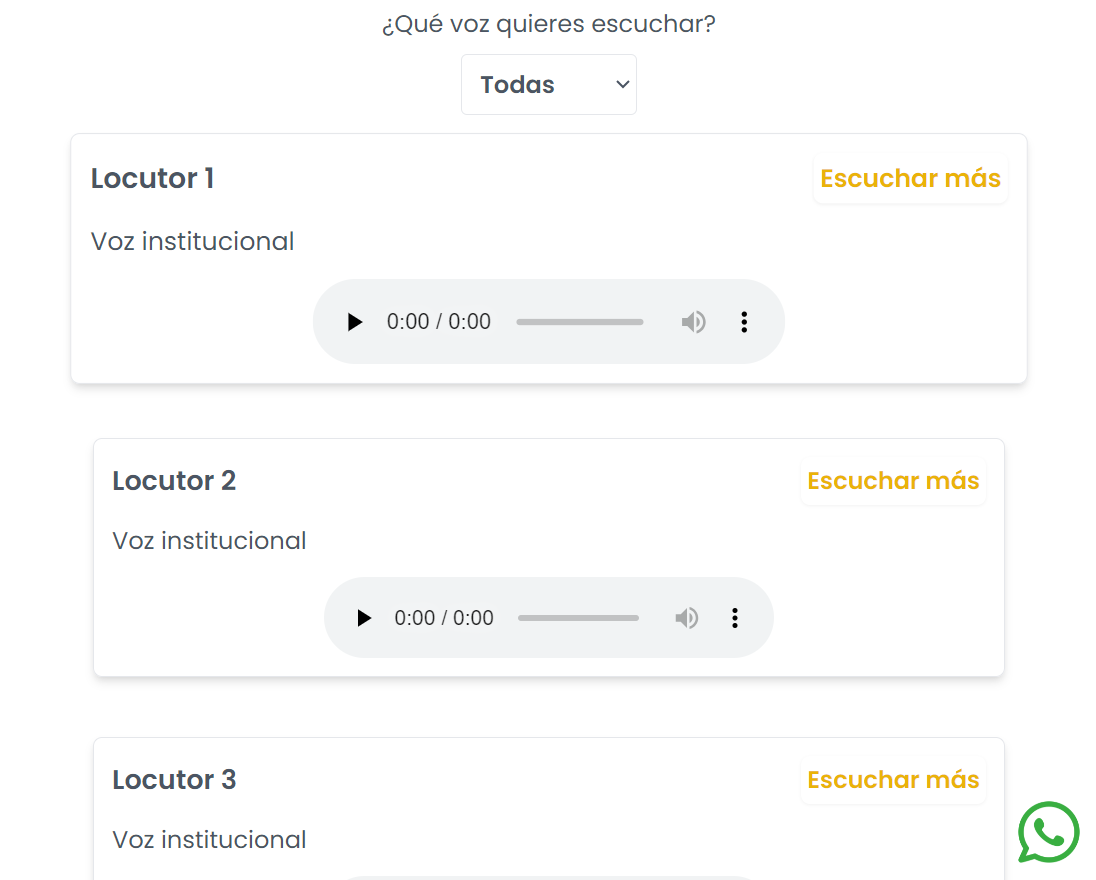 ¿Qué voz quieres escuchar?
Todas
Locutor 1
Escuchar más
Voz institucional
0:00 / 0:00
Locutor 2
Escuchar más
Voz institucional
0:00 / 0:00
Locutor 3
Escuchar más
Voz institucional